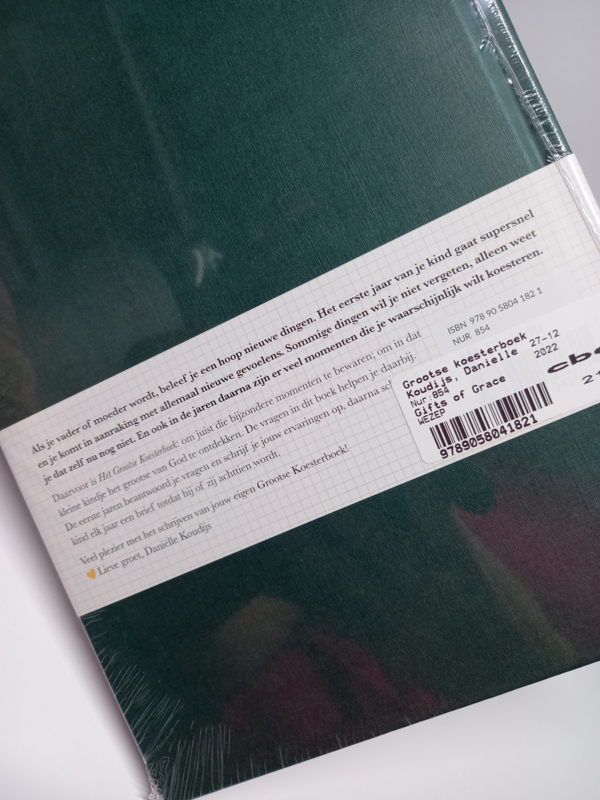 Als je vader of moeder wordt, beleef je een hoop nieuwe dingen. Het eerste jaar van je kind gaat supersnel
en je komt in aanraking met allemaal nieuwe gevoelens. Sommige dingen wil je niet vergeten, alleen weet
je dat zelf nu nog niet. En ook in de jaren daarna zijn er veel momenten die je waarschijnlijk wilt koesteren.
Daarvoor is Het Grootse Koesterboek: om juist die bijzondere momenten te bewaren; om in dat
kleine kindje het grootse van God te ontdekken. De vragen in dit boek helpen je daarbij.
De eerste jaren beantwoord je vragen en schrijf je jouw ervaringen op, daarna
kind elk jaar een brief totdat hij of zij achttien wordt.
Veel plezier met het schrijven van jouw eigen Grootse Koesterboek!
Lieve groet, Daniëlle Koudijs
ISBN 978 90 5804 182 1
NUR 854
Grootse koesterboek
Koudijs, Daniëlle 27-12
Nur:854 2022
Gifts of Grace
WEZEP
9789058041821